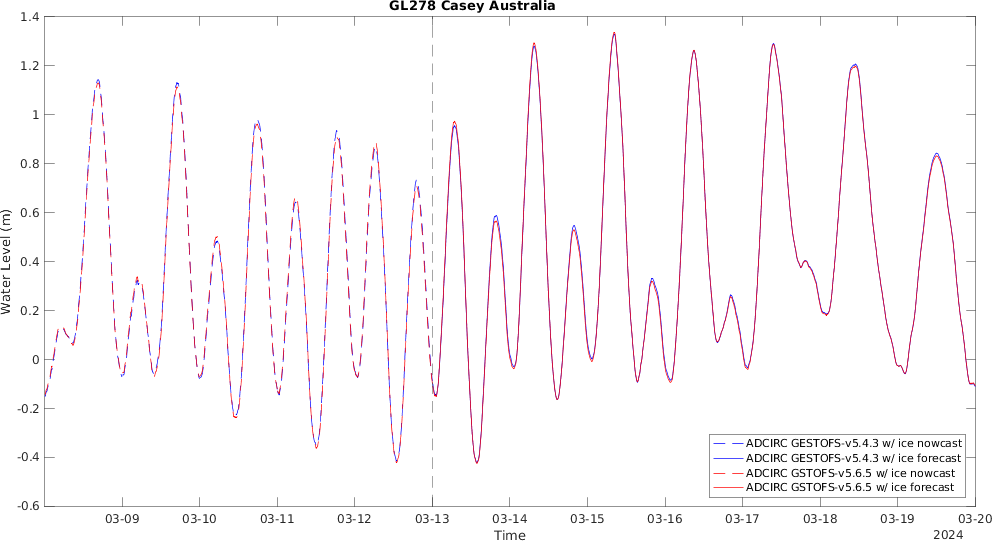 GL278 Casey Australia
1.4
1.2
1
0.8
0.6
0.4
0.2
0
-0.2
-0.4
-0.6
Water Level (m)
ADCIRC GESTOFS-v5.4.3 w/ ice nowcast
ADCIRC GESTOFS-v5.4.3 w/ ice forecast
ADCIRC GSTOFS-v5.6.5 w/ ice nowcast
ADCIRC GSTOFS-v5.6.5 w/ ice forecast
03-09 03-10 03-11 03-12 03-13 03-14 03-15 03-16 03-17 03-18 03-19 03-20
Time
2024